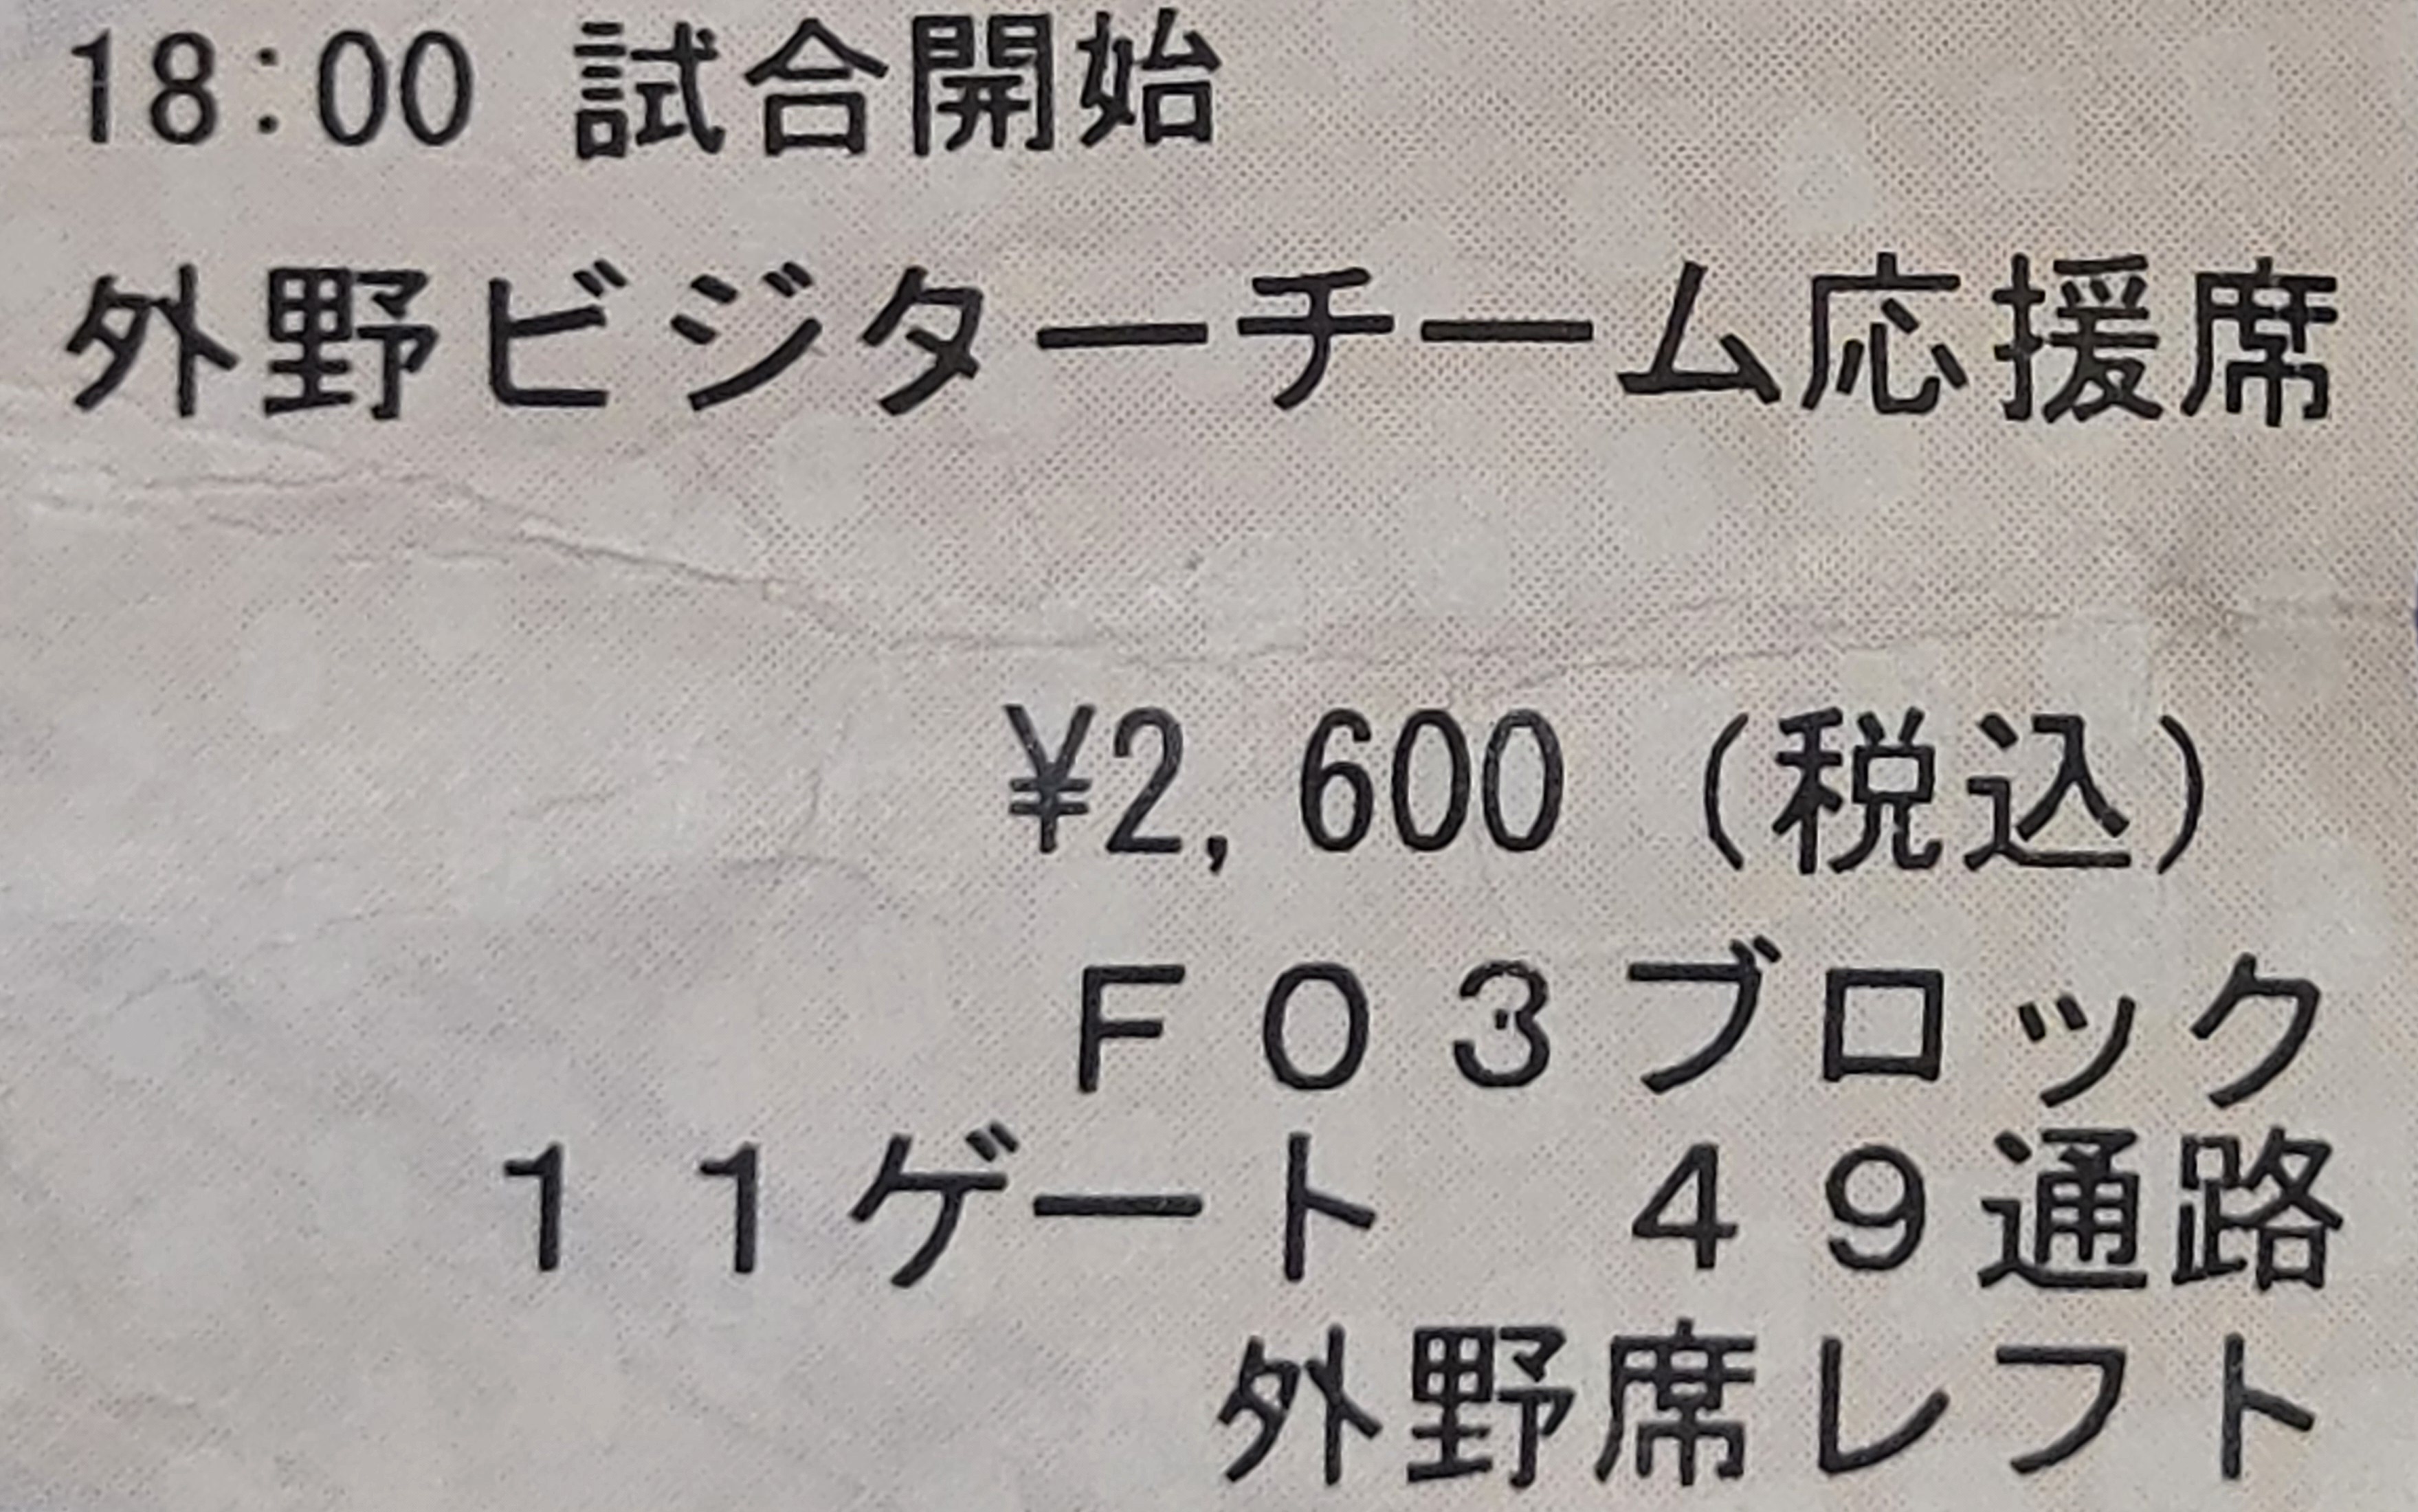 18:00 試合開始
外野ビジターチーム応援席
¥2,600 (税込)
F03ブロック
11ゲート 49通路
外野席レフト